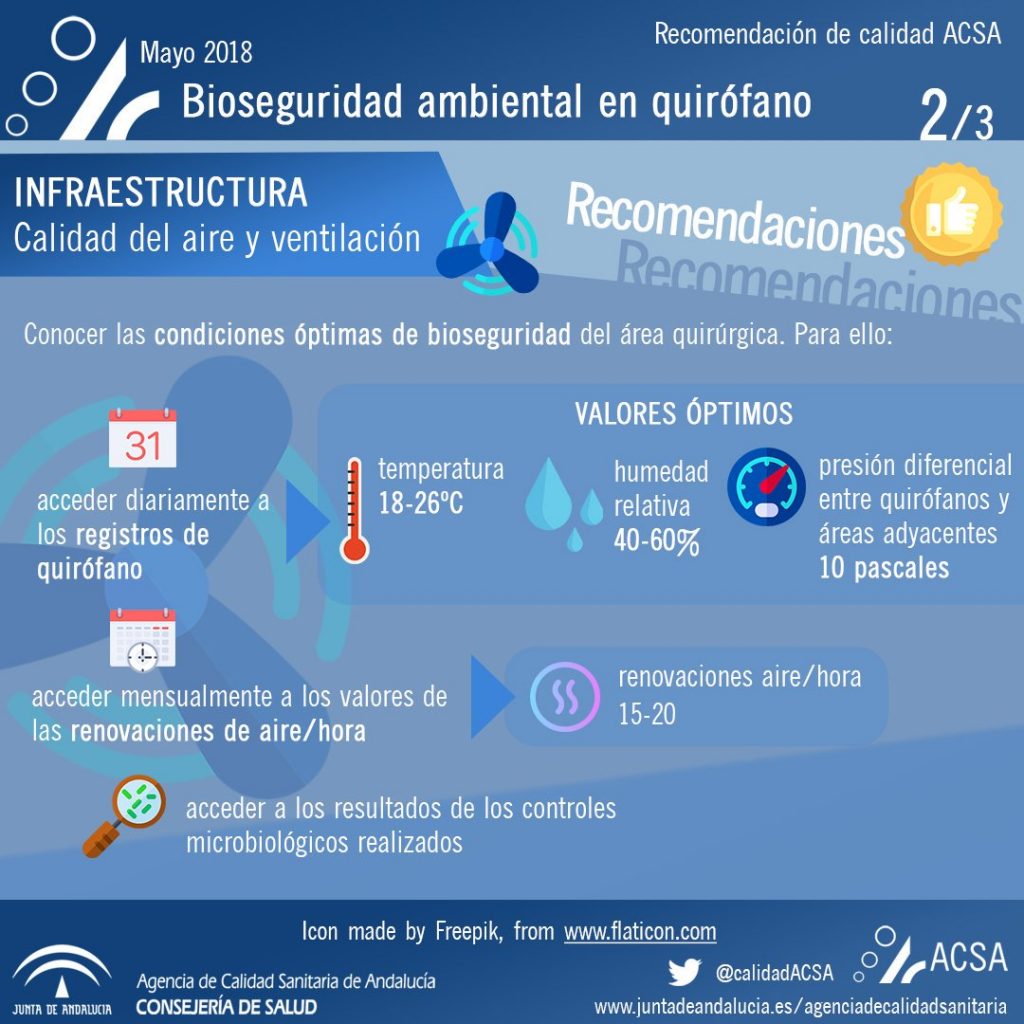 Mayo 2018
Recomendación de calidad ACSA
Bioseguridad ambiental en quirófano
2/3
INFRAESTRUCTURA
Calidad del aire y ventilación
Recomendaciones
Recomendaciones
Conocer las condiciones óptimas de bioseguridad del área quirúrgica. Para ello:
31
acceder diariamente a
los registros de
quirófano
VALORES ÓPTIMOS
temperatura
18-26ºC
humedad
relativa
40-60%
presión diferencial
entre quirófanos y
áreas adyacentes
10 pascales
acceder mensualmente a los valores de
las renovaciones de aire/hora
renovaciones aire/hora
15-20
acceder a los resultados de los controles
microbiológicos realizados
Icon made by Freepik, from www.flaticon.com
JUNTA DE ANDALUCIA
Agencia de Calidad Sanitaria de Andalucía
CONSEJERÍA DE SALUD
@calidadACSA
ACSA
www.juntadeandalucia.es/agenciadecalidadsanitaria